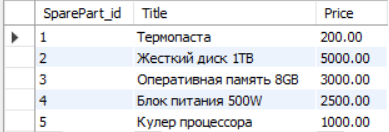 SparePart_id Title Price
1 Термопаста 200.00
2 Жесткий диск 1TB 5000.00
3 Оперативная память 8GB 3000.00
4 Блок питания 500W 2500.00
5 Кулер процессора 1000.00